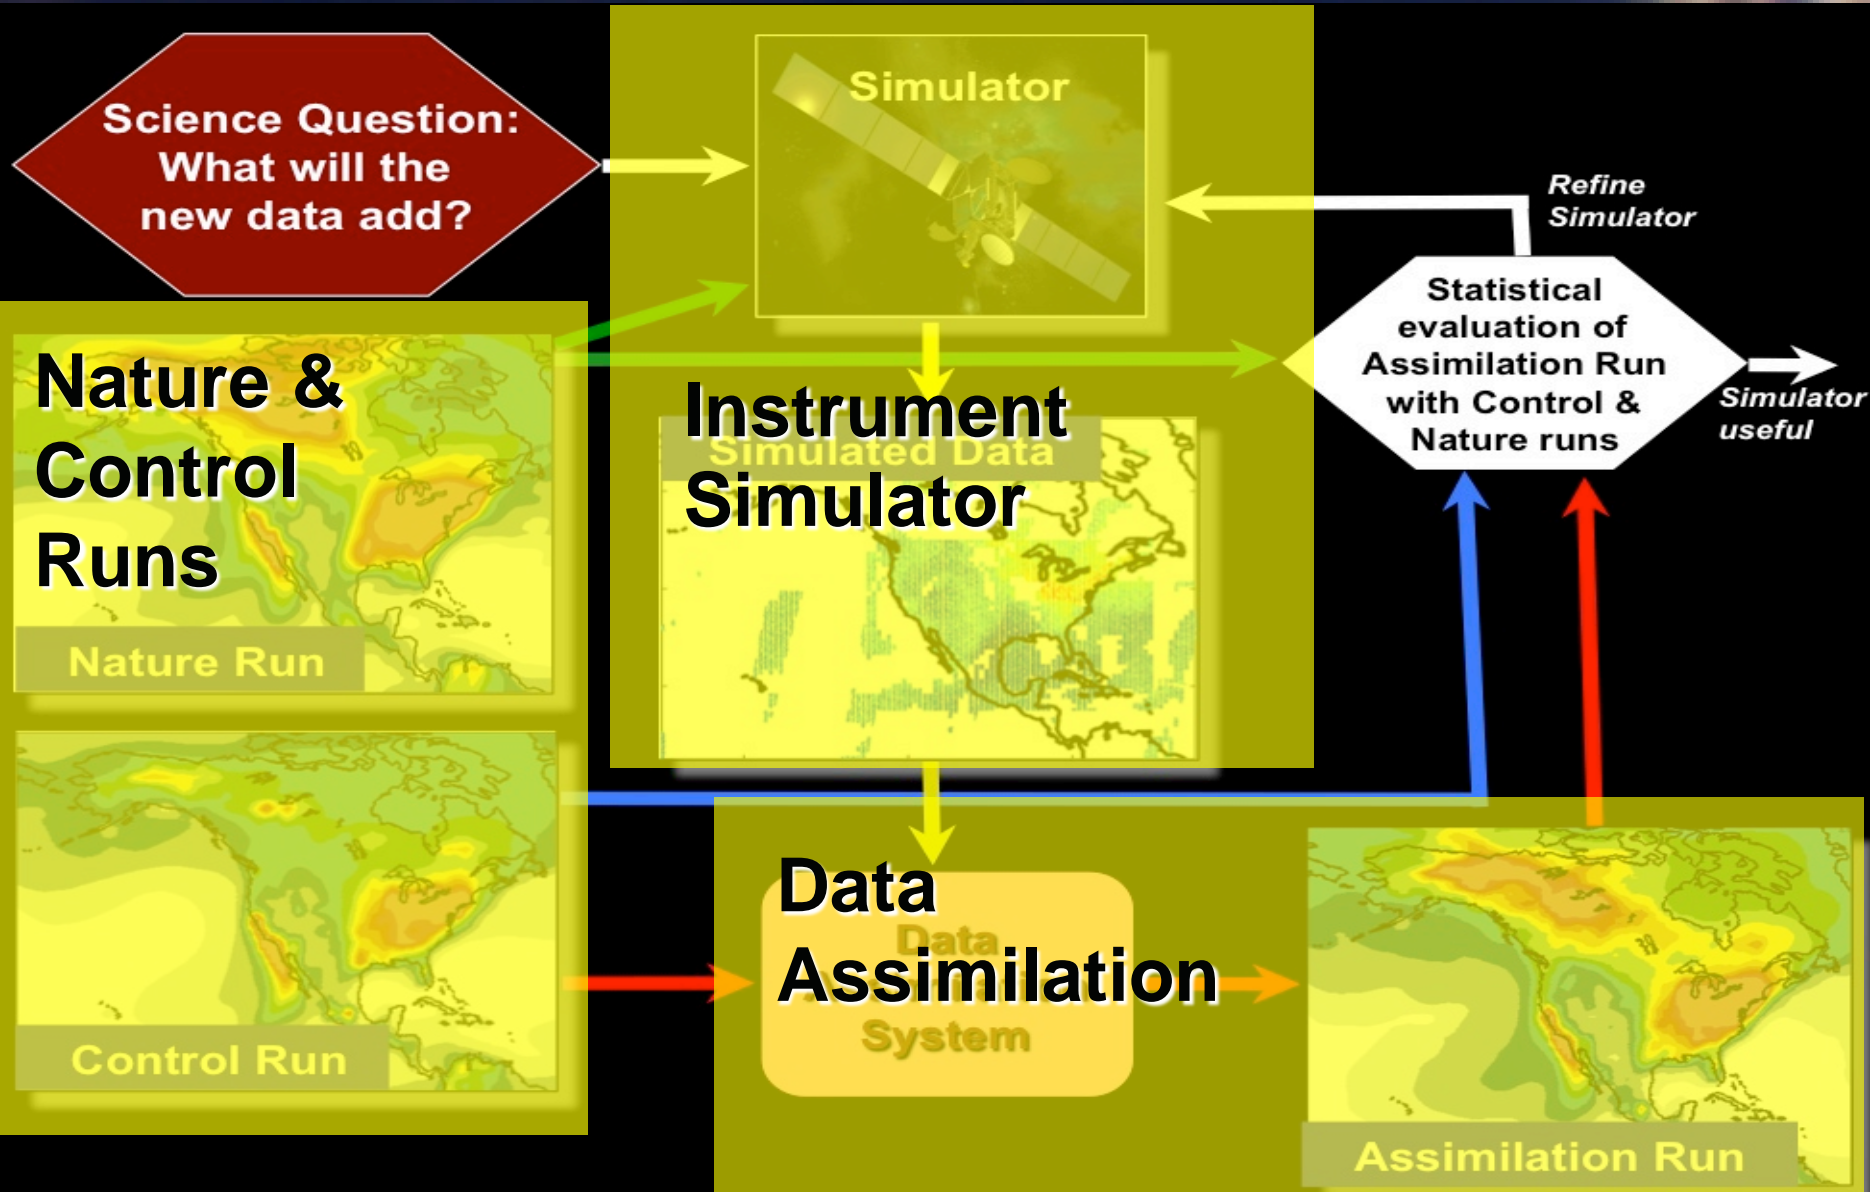 Science Question:
What will the
new data add?
Simulator
Refine
Simulator
Statistical
evaluation of
Assimilation Run
with Control &
Nature runs
Simulator
useful
Nature &
Control
Runs
Nature Run
Instrument
Simulator
Simulated Data
Control Run
Data
Assimilation
Data
System
Assimilation Run